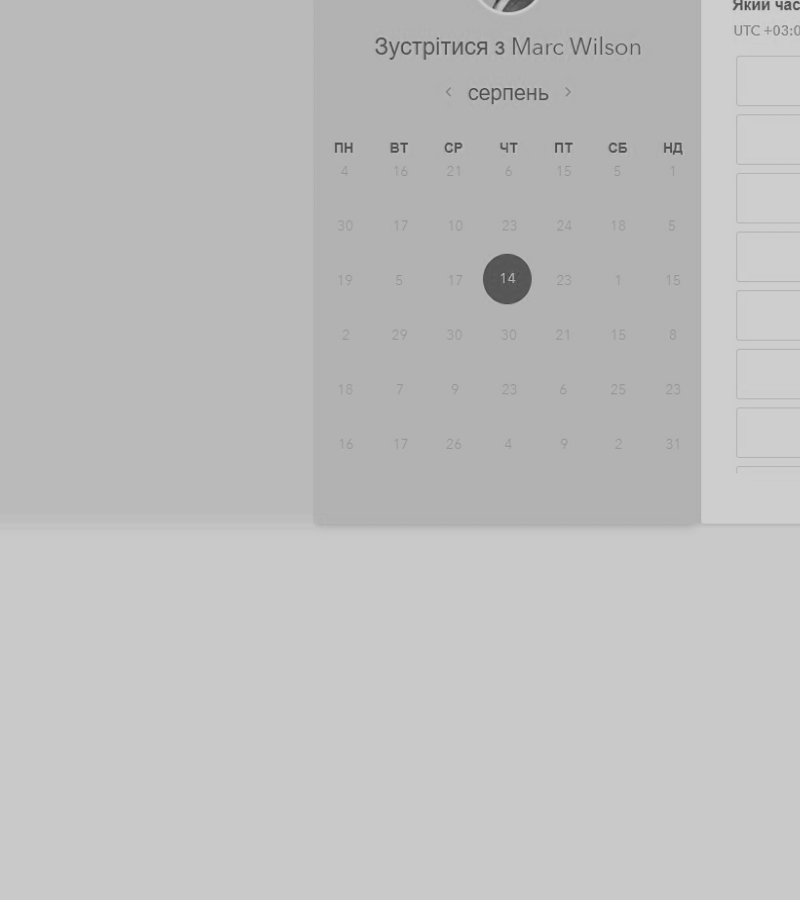 Зустрітися з Marc Wilson
‹ серпень ›
ПН ВТ СР ЧТ ПТ СБ НД
4 16 21 6 15 5 1
30 17 10 23 24 18 5
19 5 17 14 23 1 15
2 29 30 30 21 15 8
18 7 9 23 6 25 23
16 17 26 4 9 2 31
Який час
UTC +03:0